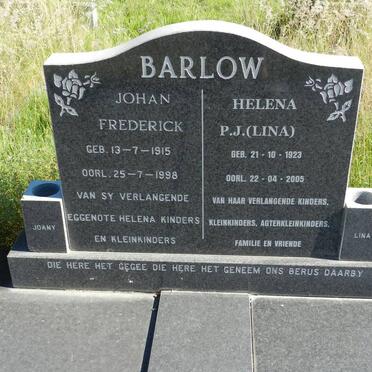 BARLOW
JOHAN
FREDERICK
GEB. 13-7-1915
OORL. 25-7-1998
VAN SY VERLANGENDE
EGGENOTE HELENA KINDERS
EN KLEINKINDERS
HELENA
P.J.(LINA)
GEB. 21-10-1923
OORL. 22-04-2005
VAN HAAR VERLANGENDE KINDERS,
KLEINKINDERS, AGTERKLEINKINDERS,
FAMILIE EN VRIENDE
JOANY
LINA
DIE HERE HET GEGEE DIE HERE HET GENEEM ONS BERUS DAARBY